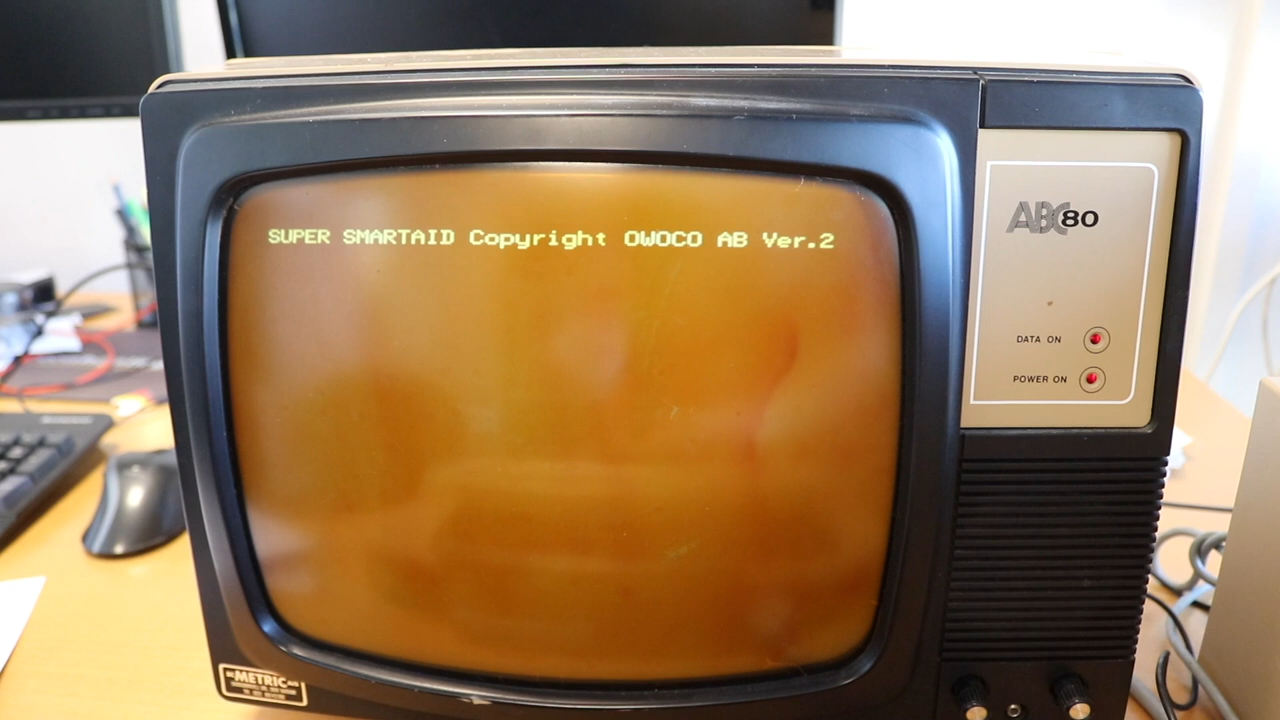 SUPER SMARTAID Copyright OWOCO AB Ver.2
ABC80
DATA ON
POWER ON
METRIC